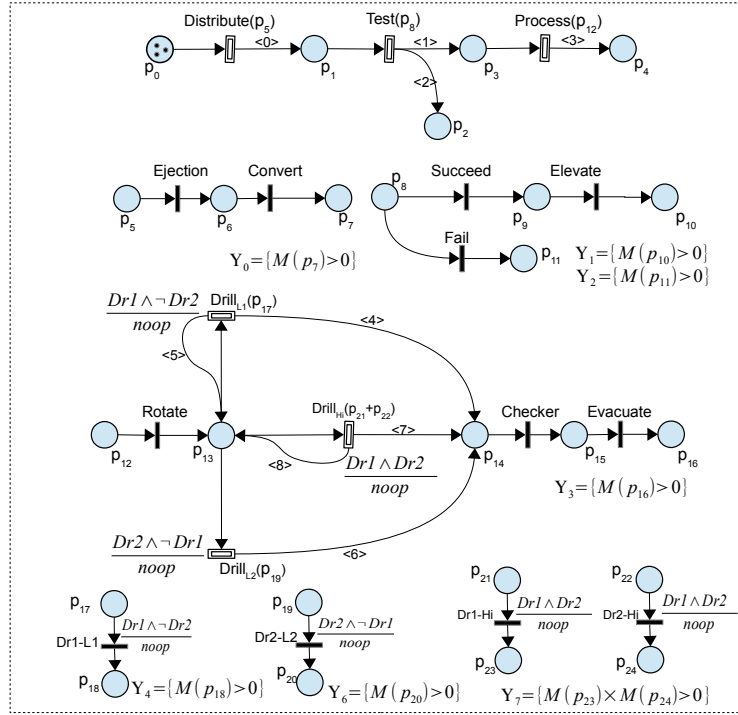 Distribute(p5) Test(p8) Process(p12)
<0> <1> <3>
p0 p1 p3 p4
<2>
p2
Ejection Convert
p5 p6 p7
Y0={M(p7)>0}
p8 Succeed Elevate
p9 p10
Fail
p11
Y1={M(p10)>0}
Y2={M(p11)>0}
Dr1∧¬Dr2
noop
DrillL1(p17)
<4>
<5>
Rotate DrillHi(p21+p22) Checker Evacuate
<7>
p12 p13 <8> p14 p15 p16
Dr1∧Dr2
noop
Y3={M(p16)>0}
Dr2∧¬Dr1
noop
<6>
DrillL2(p19)
p17
Dr1∧¬Dr2
noop
Dr1-L1
p18 Y4={M(p18)>0}
p19
Dr2∧¬Dr1
noop
Dr2-L2
p20 Y6={M(p20)>0}
p21
Dr1∧Dr2
noop
Dr1-Hi
p23
p22
Dr1∧Dr2
noop
Dr2-Hi
p24
Y7={M(p23)×M(p24)>0}